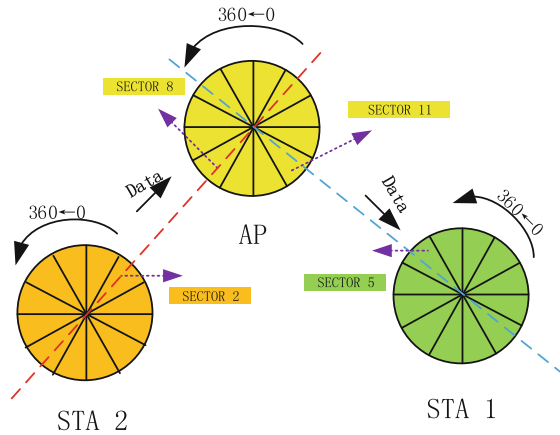 360←0
SECTOR 8
SECTOR 11
Data
Data
360←0
360←0
AP
SECTOR 2
SECTOR 5
STA 2
STA 1